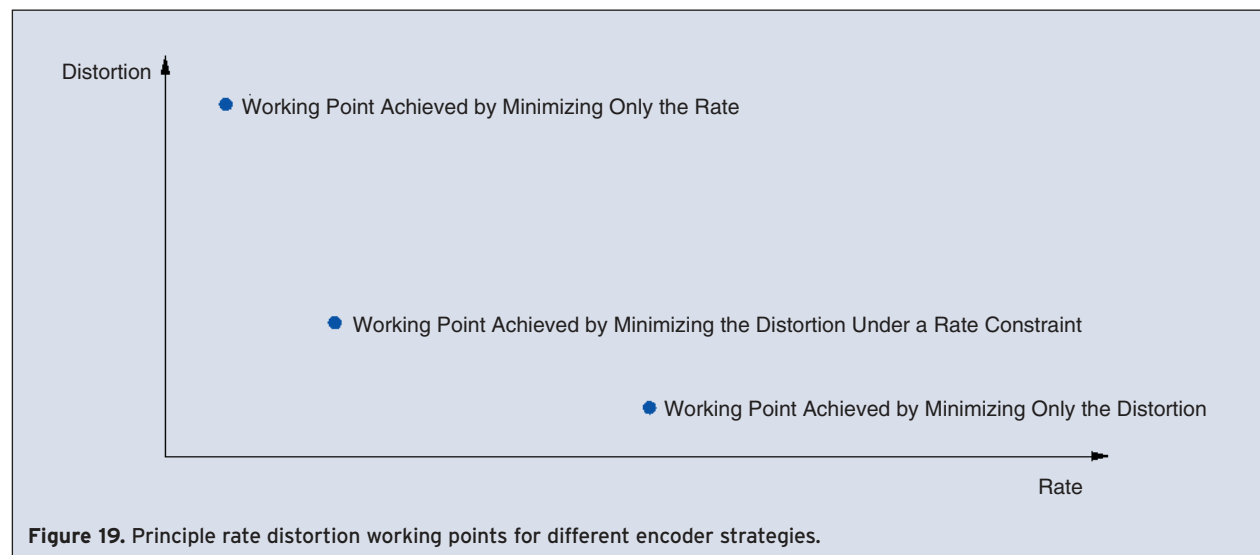 Distortion
Working Point Achieved by Minimizing Only the Rate
Working Point Achieved by Minimizing the Distortion Under a Rate Constraint
Working Point Achieved by Minimizing Only the Distortion
Rate
Figure 19. Principle rate distortion working points for different encoder strategies.